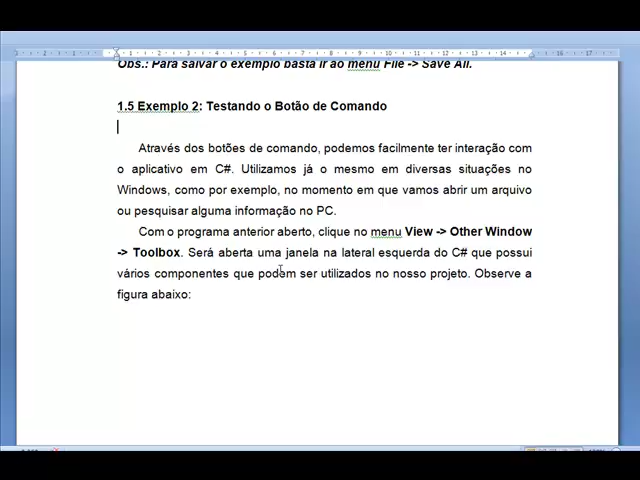 Obs.: Para salvar o exemplo basta ir ao menu File -> Save All.
1.5 Exemplo 2: Testando o Botão de Comando
Através dos botões de comando, podemos facilmente ter interação com
o aplicativo em C#. Utilizamos já o mesmo em diversas situações no
Windows, como por exemplo, no momento em que vamos abrir um arquivo
ou pesquisar alguma informação no PC.
Com o programa anterior aberto, clique no menu View -> Other Window
-> Toolbox. Será aberta uma janela na lateral esquerda do C# que possui
vários componentes que podem ser utilizados no nosso projeto. Observe a
figura abaixo: